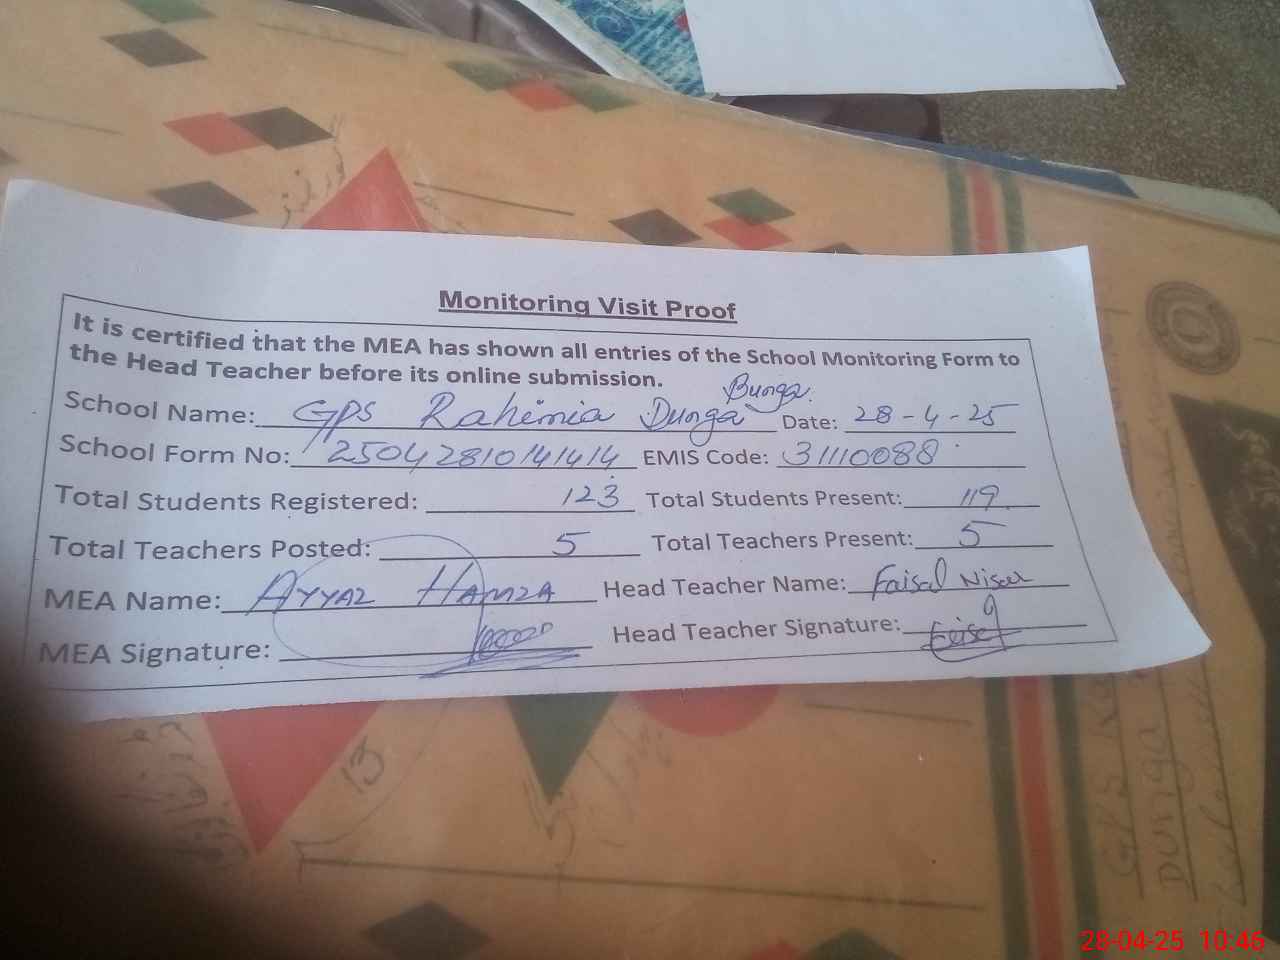 Monitoring Visit Proof
It is certified that the MEA has shown all entries of the School Monitoring Form to
the Head Teacher before its online submission.
Bunga
School Name: GPS Rahimia Dunga Date: 28-4-25
School Form No: 25042810141414 EMIS Code: 31110088
Total Students Registered: 123 Total Students Present: 119
Total Teachers Posted: 5 Total Teachers Present: 5
MEA Name: AYYAZ HAMZA Head Teacher Name: Faisal Nisar
MEA Signature: Head Teacher Signature:
13
GPS
Dunga
28-04-25 10:46